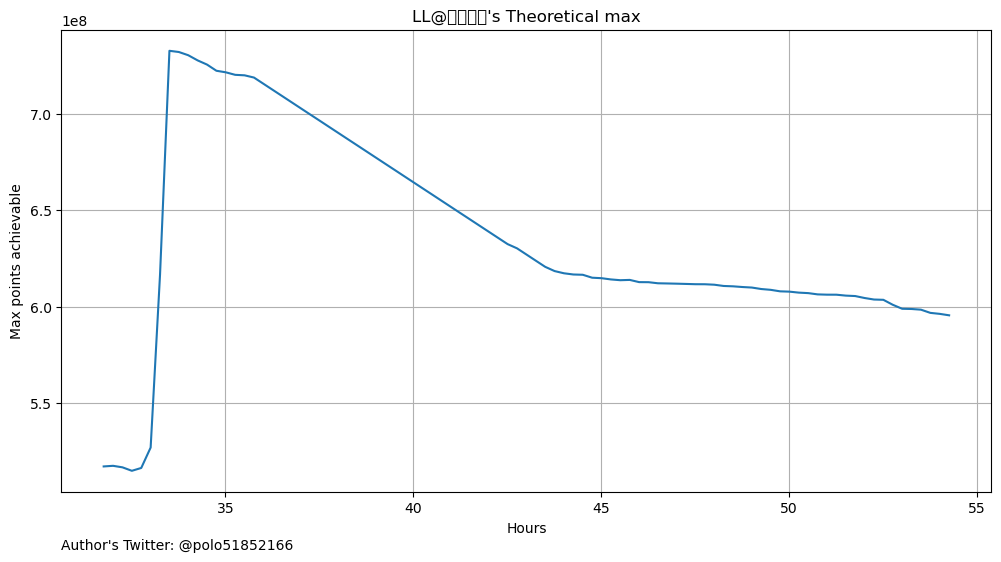 LL@'s Theoretical max
1e8
7.0
6.5
6.0
5.5
Max points achievable
35
40
45
50
55
Hours
Author's Twitter: @polo51852166